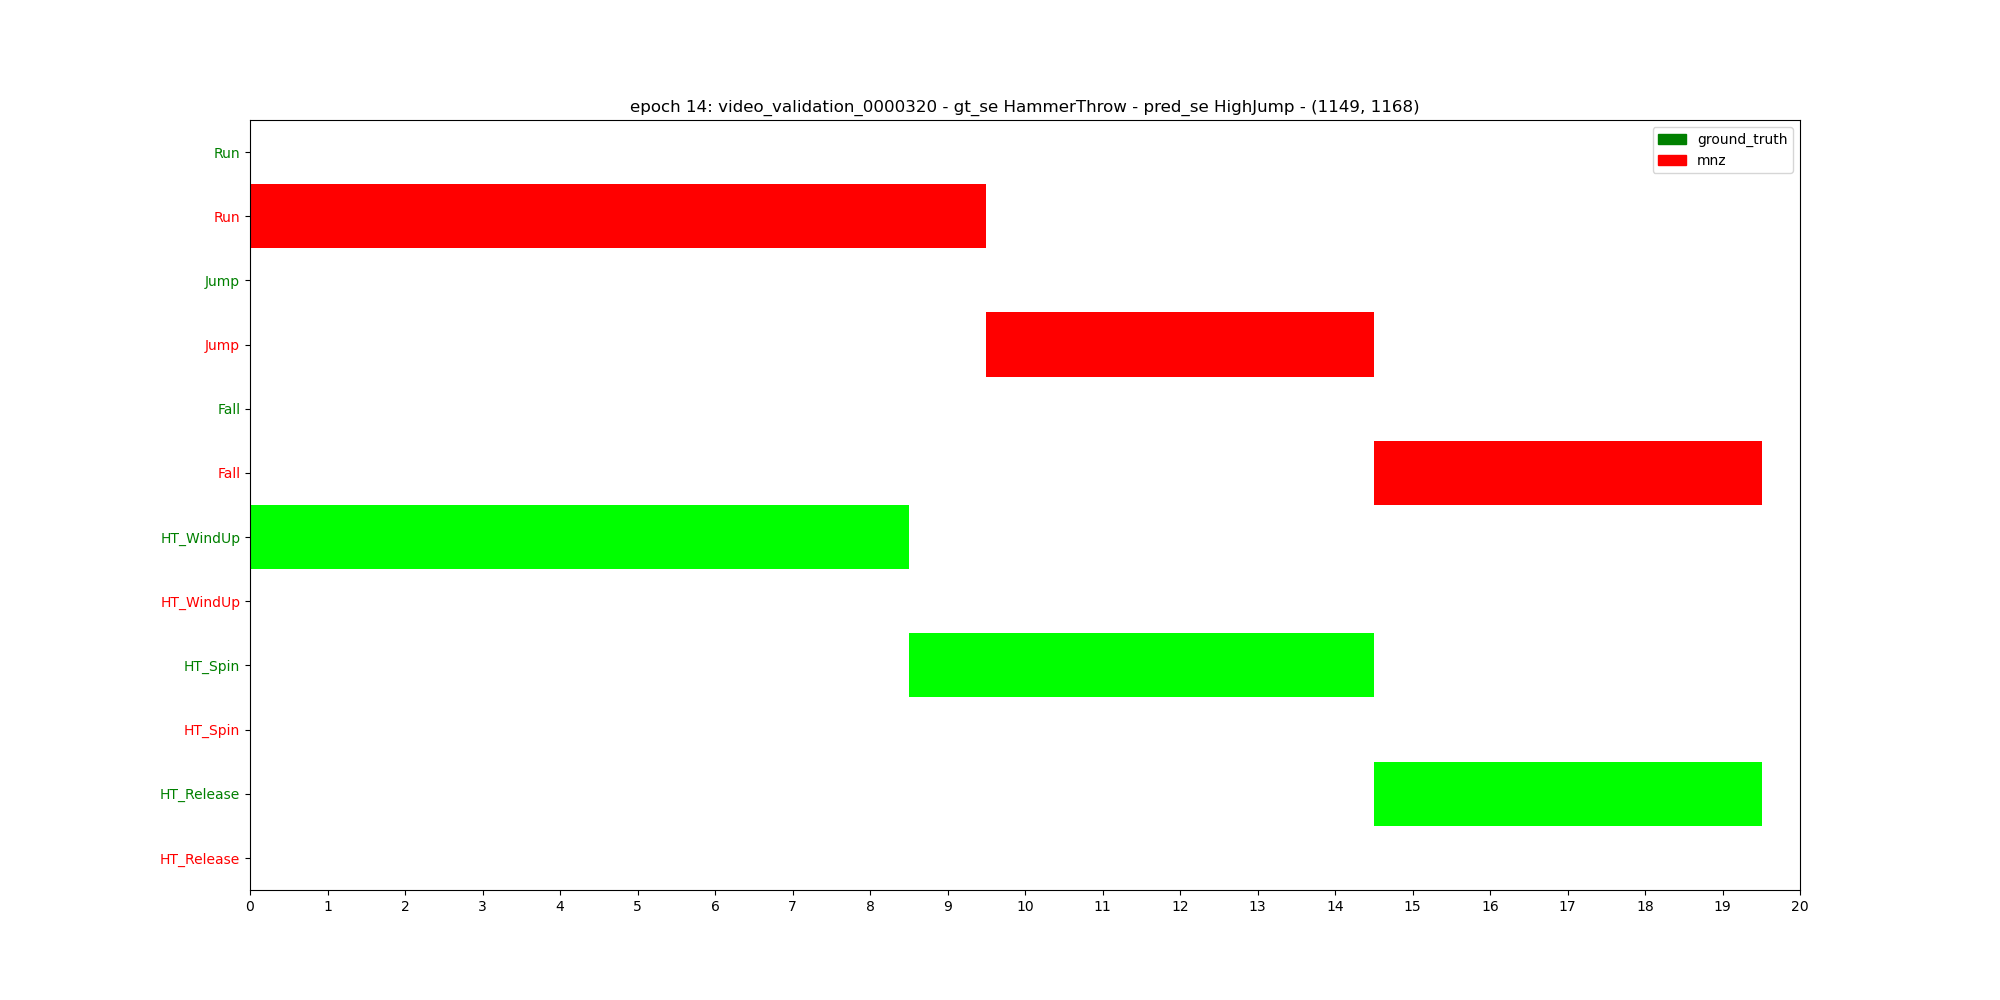 epoch 14: video_validation_0000320 - gt_se HammerThrow - pred_se HighJump - (1149, 1168)
ground_truth
mnz
Run
Run
Jump
Jump
Fall
Fall
HT_WindUp
HT_WindUp
HT_Spin
HT_Spin
HT_Release
HT_Release
0 1 2 3 4 5 6 7 8 9 10 11 12 13 14 15 16 17 18 19 20